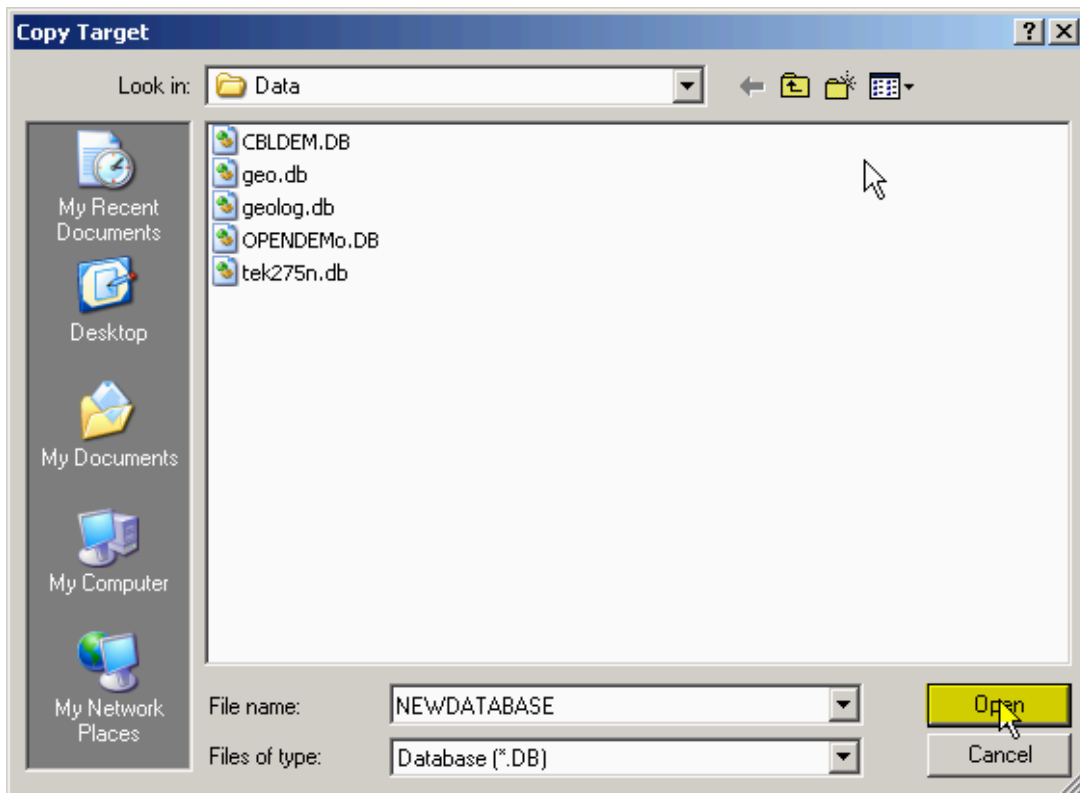 Copy Target
Look in: Data
CBLDEM.DB
geo.db
geolog.db
OPENDEMo.DB
tek275n.db
My Recent
Documents
Desktop
My Documents
My Computer
My Network
Places
File name: NEWDATABASE Open
Files of type: Database (*.DB) Cancel